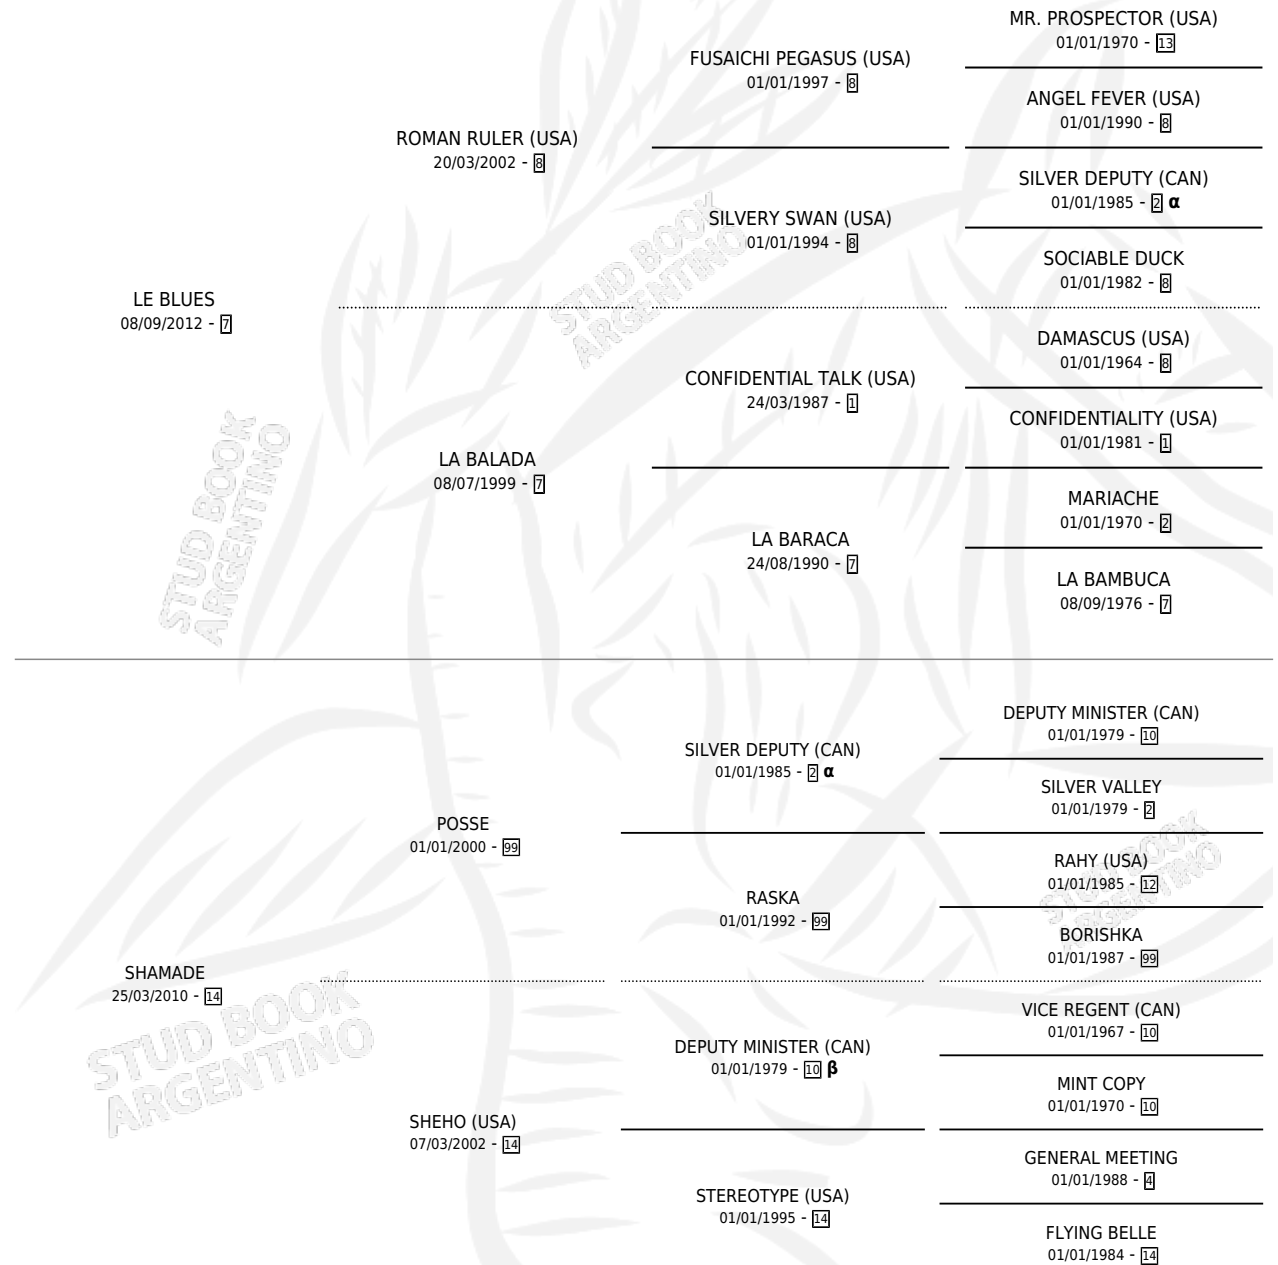 MR. PROSPECTOR (USA)
01/01/1970 - 13
FUSAICHI PEGASUS (USA)
01/01/1997 - 8
ANGEL FEVER (USA)
01/01/1990 - 8
ROMAN RULER (USA)
20/03/2002 - 8
SILVER DEPUTY (CAN)
01/01/1985 - 2 α
SILVERY SWAN (USA)
01/01/1994 - 8
SOCIABLE DUCK
01/01/1982 - 8
LE BLUES
08/09/2012 - 7
DAMASCUS (USA)
01/01/1964 - 8
CONFIDENTIAL TALK (USA)
24/03/1987 - 1
CONFIDENTIALITY (USA)
01/01/1981 - 1
LA BALADA
08/07/1999 - 7
MARIACHE
01/01/1970 - 2
LA BARACA
24/08/1990 - 7
LA BAMBUCA
08/09/1976 - 7
DEPUTY MINISTER (CAN)
01/01/1979 - 10
SILVER DEPUTY (CAN)
01/01/1985 - 2 α
SILVER VALLEY
01/01/1979 - 2
POSSE
01/01/2000 - 99
RAHY (USA)
01/01/1985 - 12
RASKA
01/01/1992 - 99
BORISHKA
01/01/1987 - 99
SHAMADE
25/03/2010 - 14
VICE REGENT (CAN)
01/01/1967 - 10
DEPUTY MINISTER (CAN)
01/01/1979 - 10 β
MINT COPY
01/01/1970 - 10
SHEHO (USA)
07/03/2002 - 14
GENERAL MEETING
01/01/1988 - 4
STEREOTYPE (USA)
01/01/1995 - 14
FLYING BELLE
01/01/1984 - 14
STUD BOOK
ARGENTINO
STUD BOOK
ARGENTINO
STUD BOOK
ARGENTINO
STUD BOOK
ARGENTINO